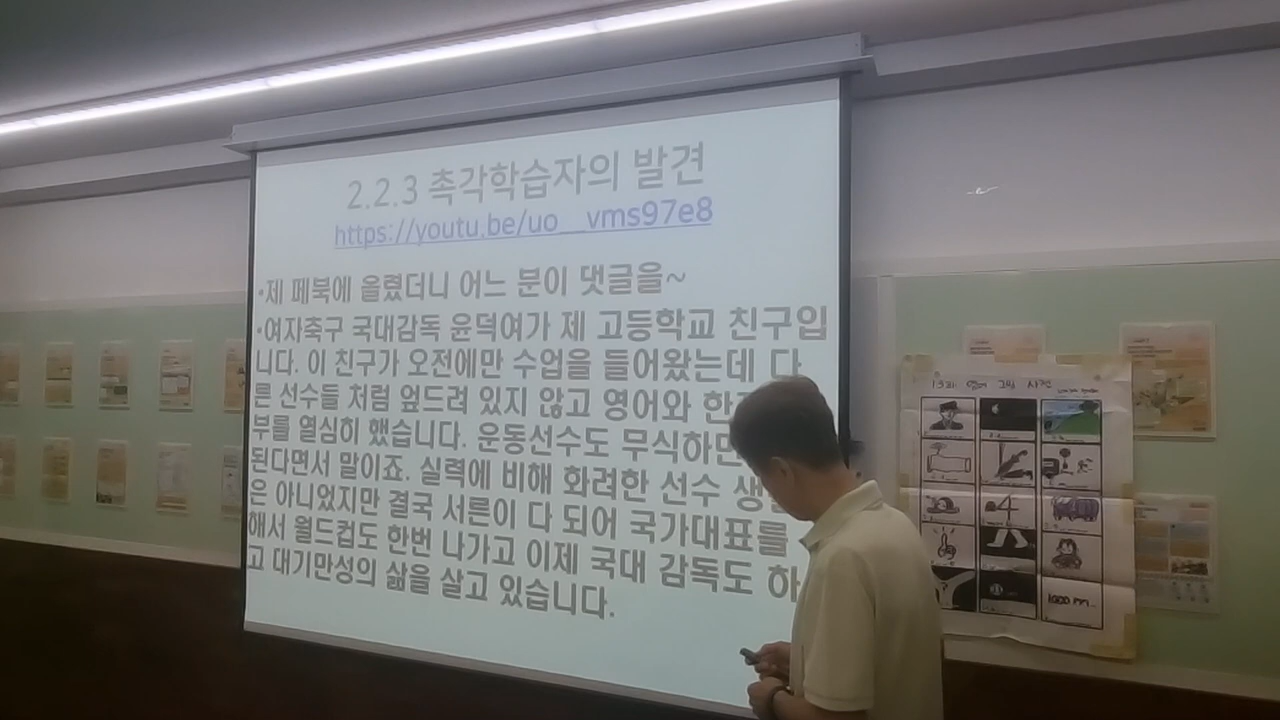 2.2.3 촉각학습자의 발견
https://youtu.be/uo__vms97e8
•제 페북에 올렸더니 어느 분이 댓글을~
•여자축구 국대감독 윤덕여가 제 고등학교 친구입
니다. 이 친구가 오전에만 수업을 들어왔는데 다
른 선수들 처럼 엎드려 있지 않고 영어와
부를 열심히 했습니다. 운동선수도
된다면서 말이죠. 실력에 비해 화려한 선수
은 아니었지만 결국 서른이 다 되어 국가대표를
해서 월드컵도 한번 나가고 이제 국대 감독도 하
고 대기만성의 삶을 살고 있습니다.